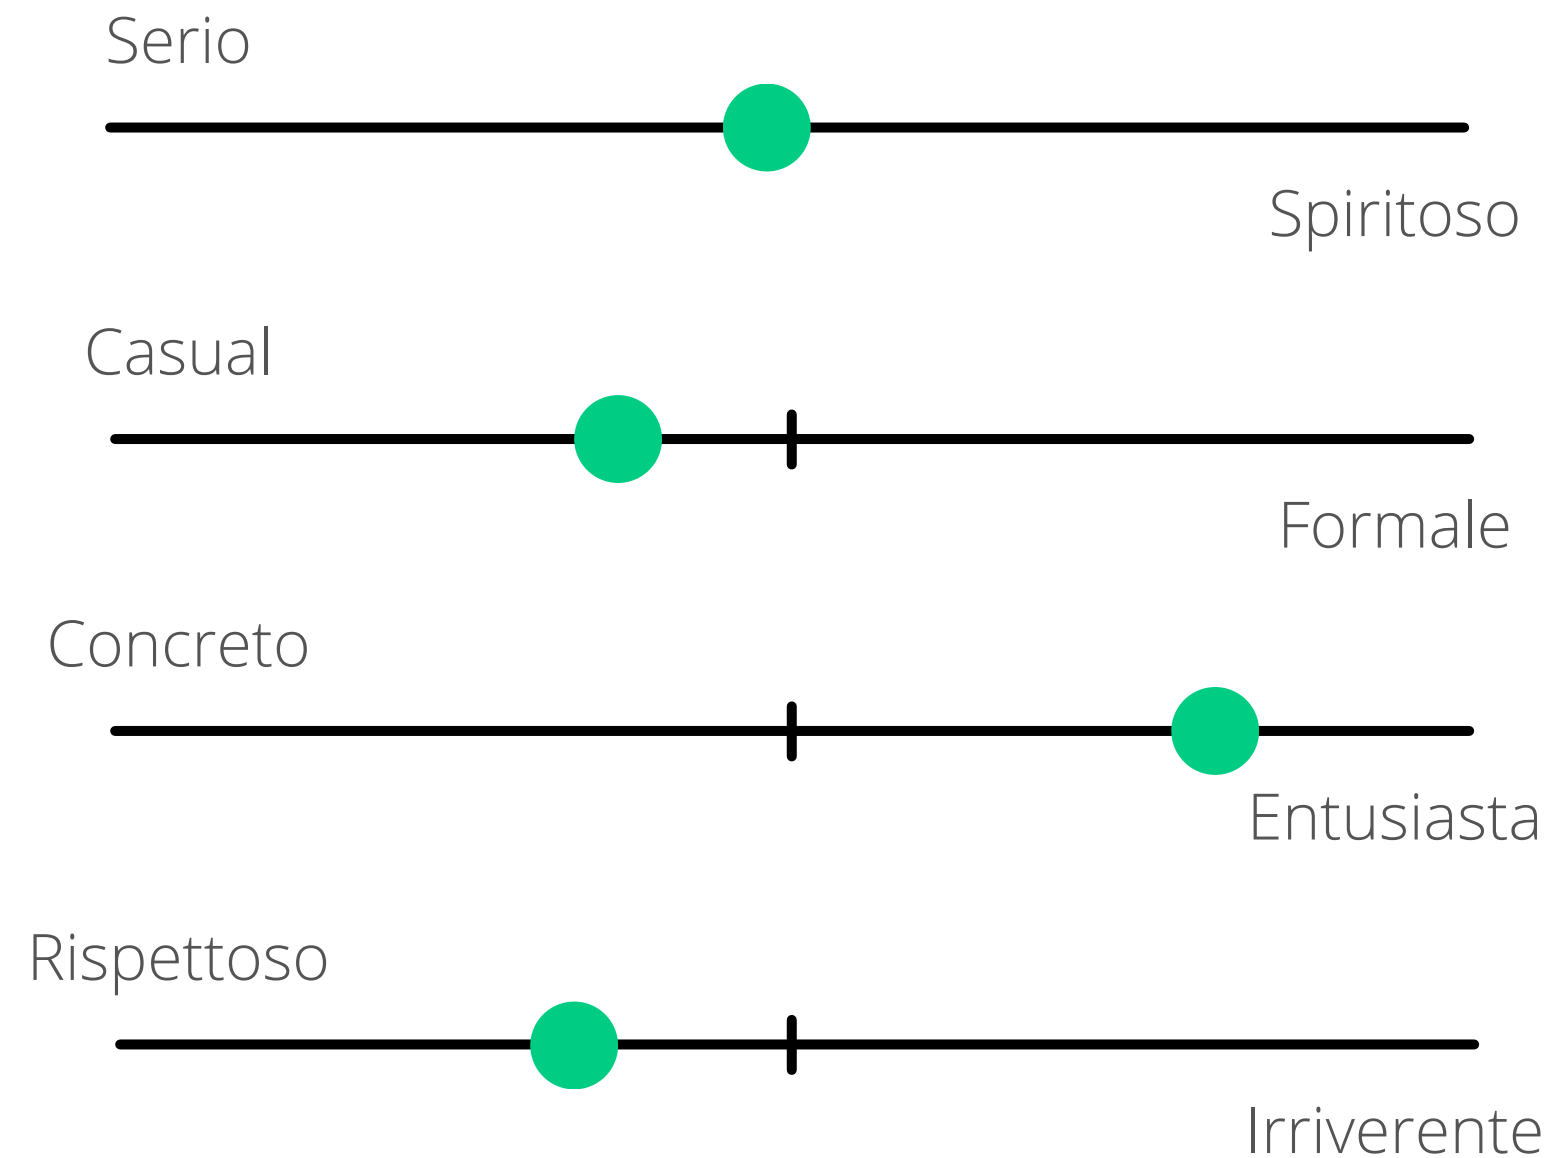 Serio
Spiritoso
Casual
Formale
Concreto
Entusiasta
Rispettoso
Irriverente